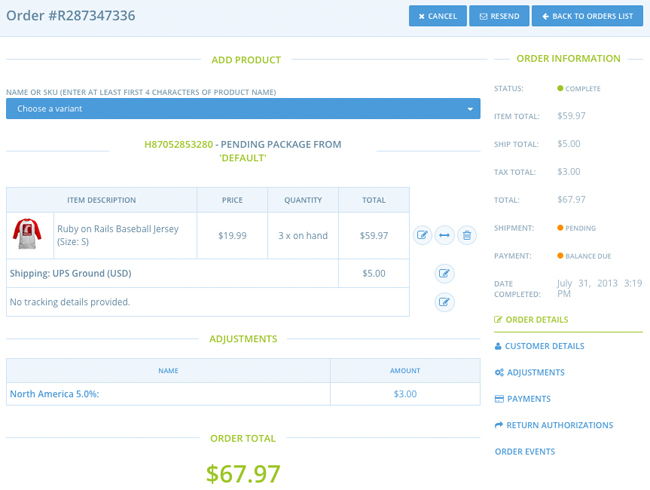 Order #R287347336
CANCEL
RESEND
BACK TO ORDERS LIST
ADD PRODUCT
NAME OR SKU (ENTER AT LEAST FIRST 4 CHARACTERS OF PRODUCT NAME)
Choose a variant
H87052853280 - PENDING PACKAGE FROM
'DEFAULT'
ITEM DESCRIPTION PRICE QUANTITY TOTAL
Ruby on Rails Baseball Jersey
(Size: S)
$19.99 3 x on hand $59.97
Shipping: UPS Ground (USD) $5.00
No tracking details provided.
ADJUSTMENTS
NAME AMOUNT
North America 5.0%: $3.00
ORDER TOTAL
$67.97
ORDER INFORMATION
STATUS: COMPLETE
ITEM TOTAL: $59.97
SHIP TOTAL: $5.00
TAX TOTAL: $3.00
TOTAL: $67.97
SHIPMENT: PENDING
PAYMENT: BALANCE DUE
DATE
COMPLETED:
July 31, 2013 3:19
PM
ORDER DETAILS
CUSTOMER DETAILS
ADJUSTMENTS
PAYMENTS
RETURN AUTHORIZATIONS
ORDER EVENTS